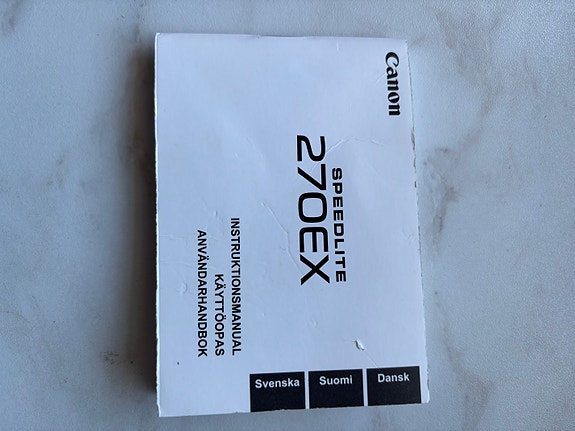 Canon
SPEEDLITE
270EX
INSTRUKTIONSMANUAL
KÄYTTÖOPAS
ANVÄNDARHANDBOK
Dansk
Suomi
Svenska